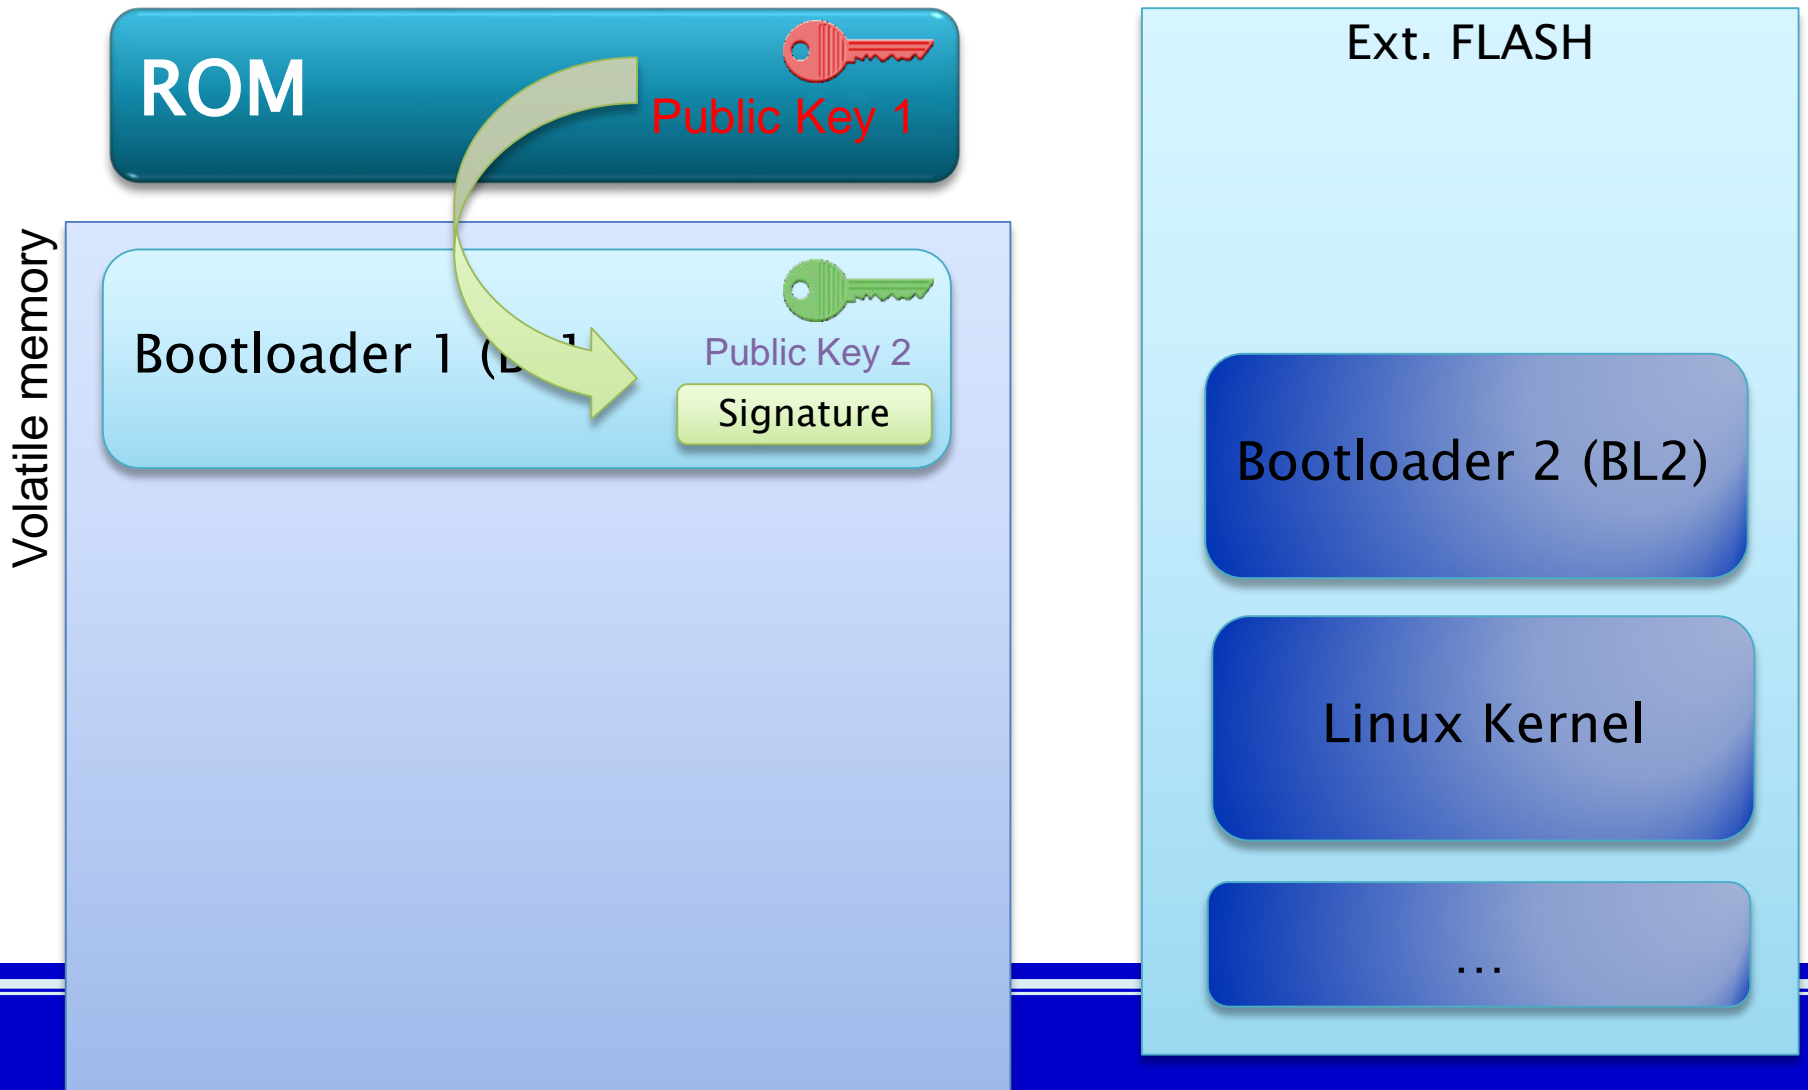 ROM
Public Key 1
Volatile memory
Bootloader 1
Public Key 2
Signature
Ext. FLASH
Bootloader 2 (BL2)
Linux Kernel
...